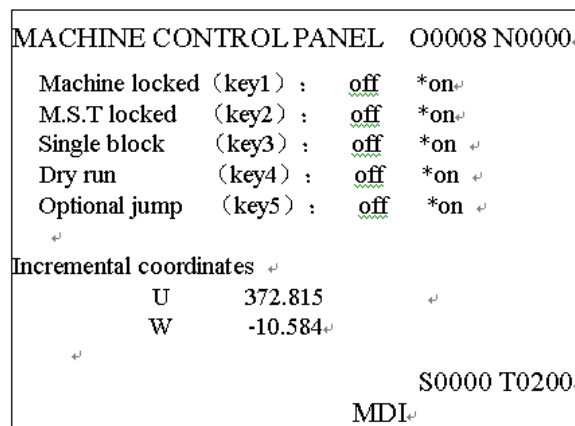 MACHINE CONTROL PANEL O0008 N0000
Machine locked（key1）： off *on
M.S.T locked （key2）： off *on
Single block （key3）： off *on
Dry run （key4）： off *on
Optional jump （key5）： off *on
Incremental coordinates
U 372.815
W -10.584
S0000 T0200
MDI